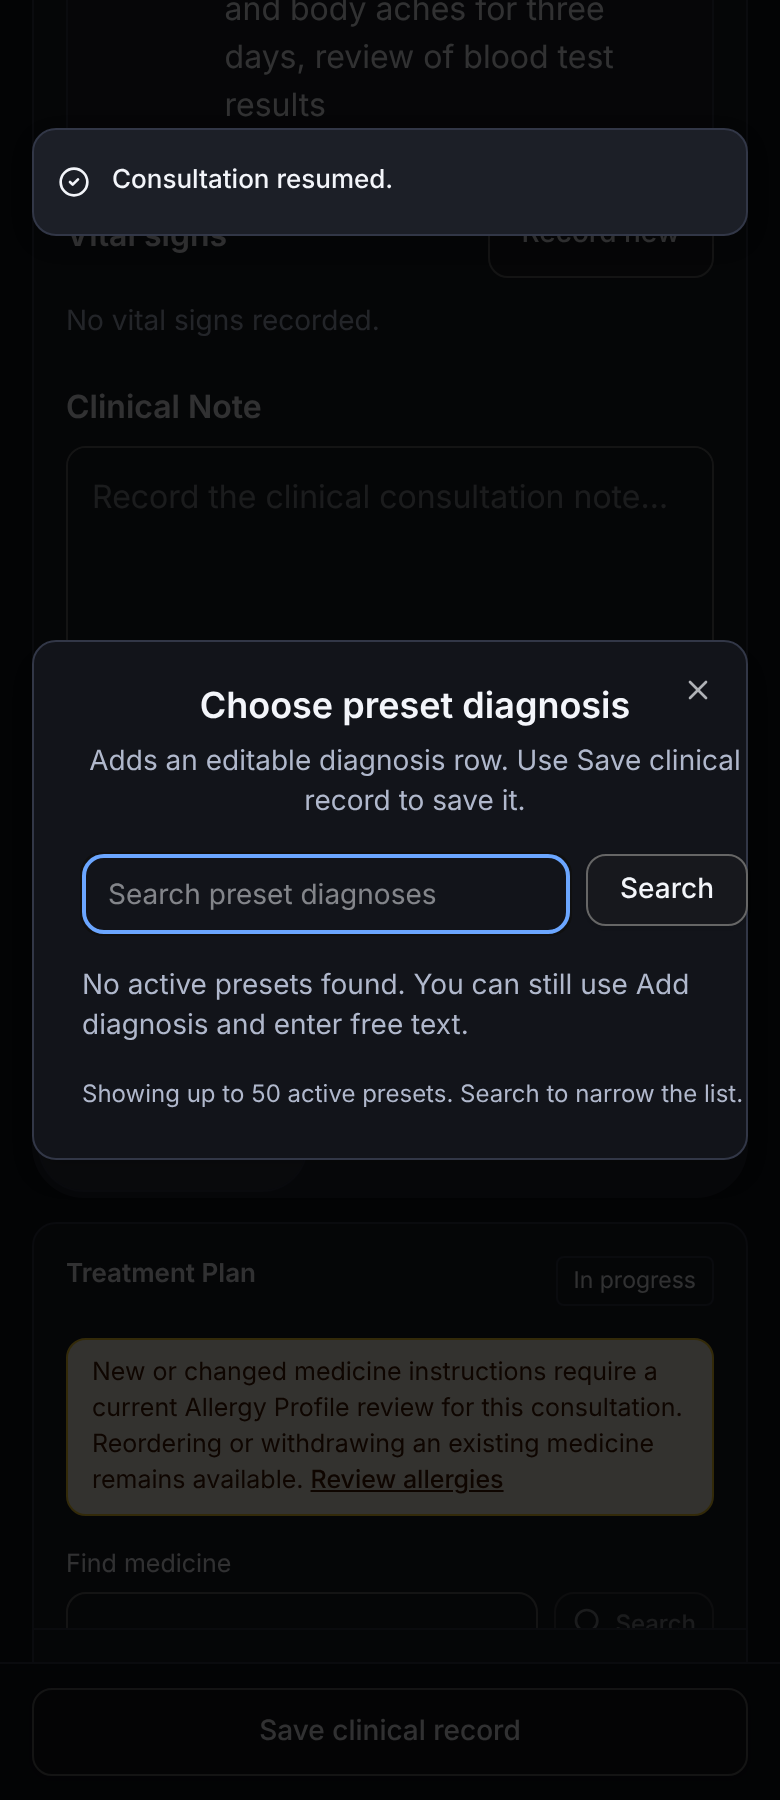 and body aches for three
days, review of blood test
results
Consultation resumed.
Vital signs
Record new
No vital signs recorded.
Clinical Note
Record the clinical consultation note...
Choose preset diagnosis
Adds an editable diagnosis row. Use Save clinical
record to save it.
Search preset diagnoses
Search
No active presets found. You can still use Add
diagnosis and enter free text.
Showing up to 50 active presets. Search to narrow the list.
Treatment Plan
In progress
New or changed medicine instructions require a
current Allergy Profile review for this consultation.
Reordering or withdrawing an existing medicine
remains available. Review allergies
Find medicine
Search
Save clinical record